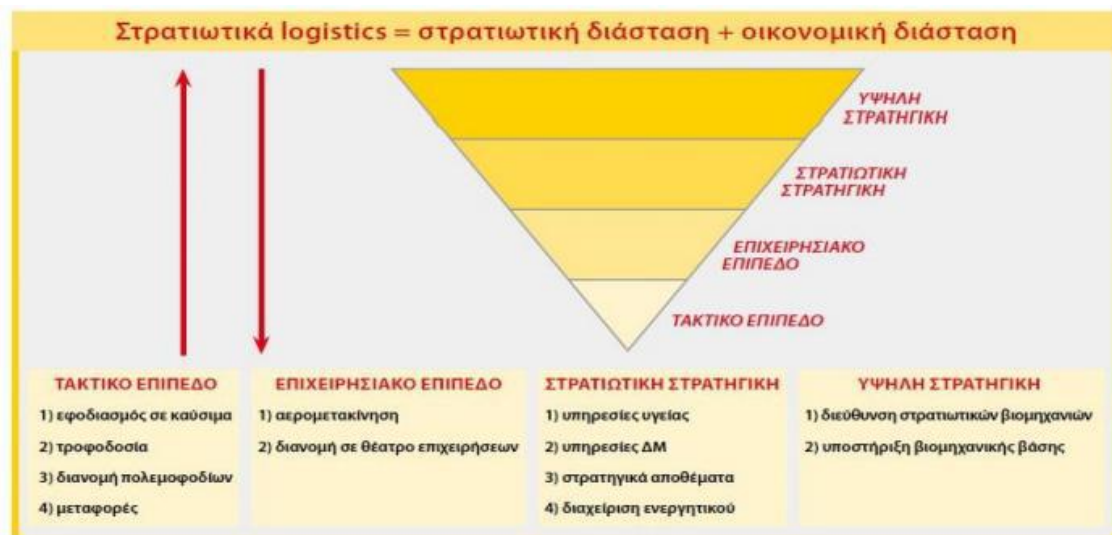 Στρατιωτικά logistics = στρατιωτική διάσταση + οικονομική διάσταση
ΥΨΗΛΗ
ΣΤΡΑΤΗΓΙΚΗ
ΣΤΡΑΤΙΩΤΙΚΗ
ΣΤΡΑΤΗΓΙΚΗ
ΕΠΙΧΕΙΡΗΣΙΑΚΟ
ΕΠΙΠΕΔΟ
ΤΑΚΤΙΚΟ ΕΠΙΠΕΔΟ
ΤΑΚΤΙΚΟ ΕΠΙΠΕΔΟ
1) εφοδιασμός σε καύσιμα
2) τροφοδοσία
3) διανομή πολεμοφοδίων
4) μεταφορές
ΕΠΙΧΕΙΡΗΣΙΑΚΟ ΕΠΙΠΕΔΟ
1) αερομετακίνηση
2) διανομή σε θέατρο επιχειρήσεων
ΣΤΡΑΤΙΩΤΙΚΗ ΣΤΡΑΤΗΓΙΚΗ
1) υπηρεσίες υγείας
2) υπηρεσίες ΔΜ
3) στρατηγικά αποθέματα
4) διαχείριση ενεργητικού
ΥΨΗΛΗ ΣΤΡΑΤΗΓΙΚΗ
1) διεύθυνση στρατιωτικών βιομηχανιών
2) υποστήριξη βιομηχανικής βάσης